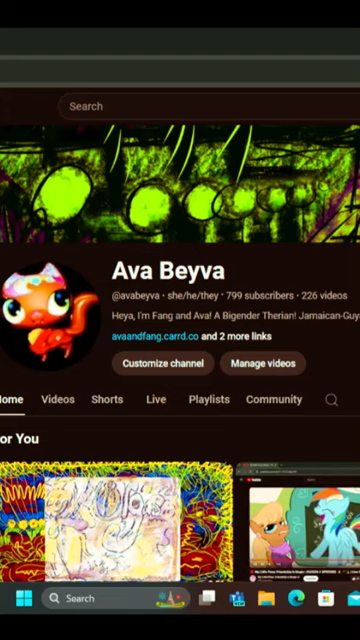 Search
Ava Beyva
@avabeyva · she/he/they · 799 subscribers · 226 videos
Heya, I'm Fang and Ava! A Bigender Therian! Jamaican-Guy
avaandfang.carrd.co and 2 more links
Customize channel
Manage videos
ome
Videos
Shorts
Live
Playlists
Community
or You
Search